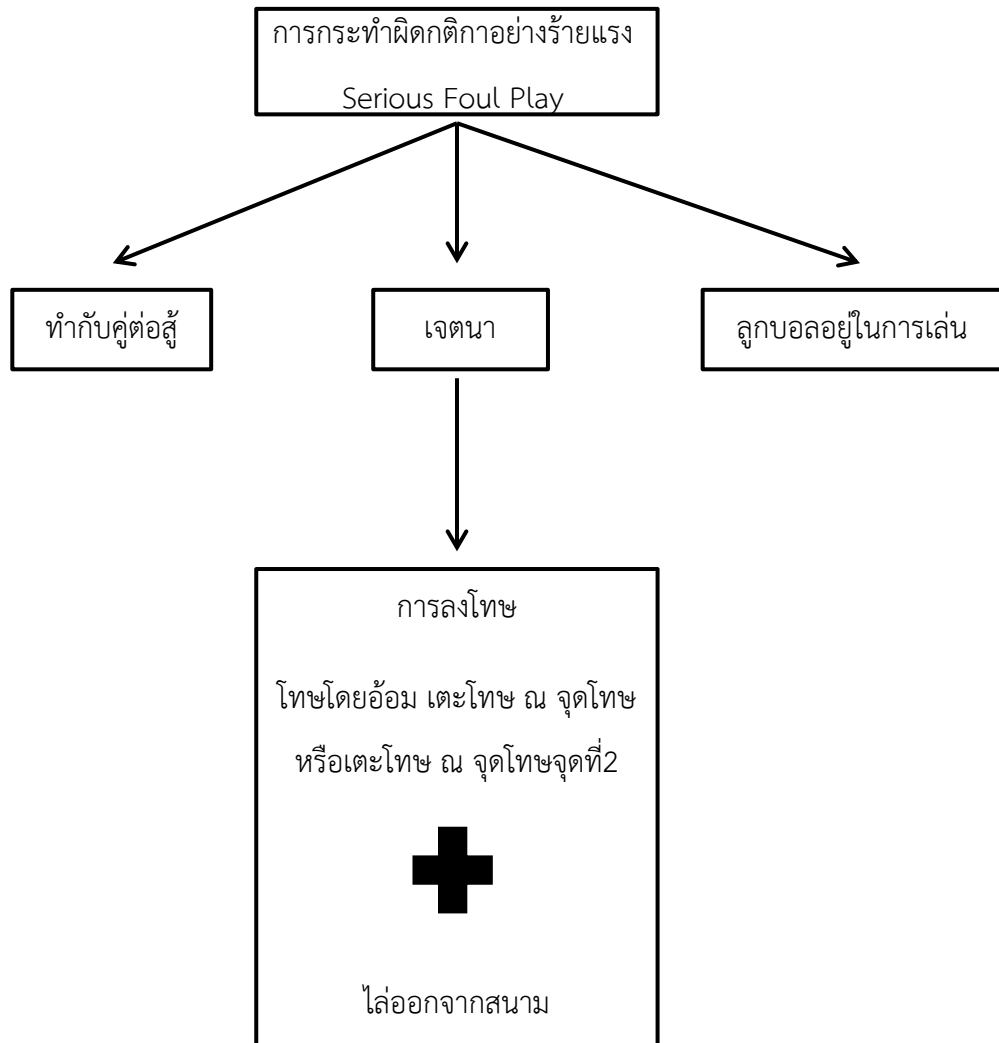 การกระทำผิดกติกาอย่างร้ายแรง
Serious Foul Play
ทำกับคู่ต่อสู้
เจตนา
ลูกบอลอยู่ในการเล่น
การลงโทษ
โทษโดยอ้อม เตะโทษ ณ จุดโทษ
หรือเตะโทษ ณ จุดโทษจุดที่2
ไล่ออกจากสนาม